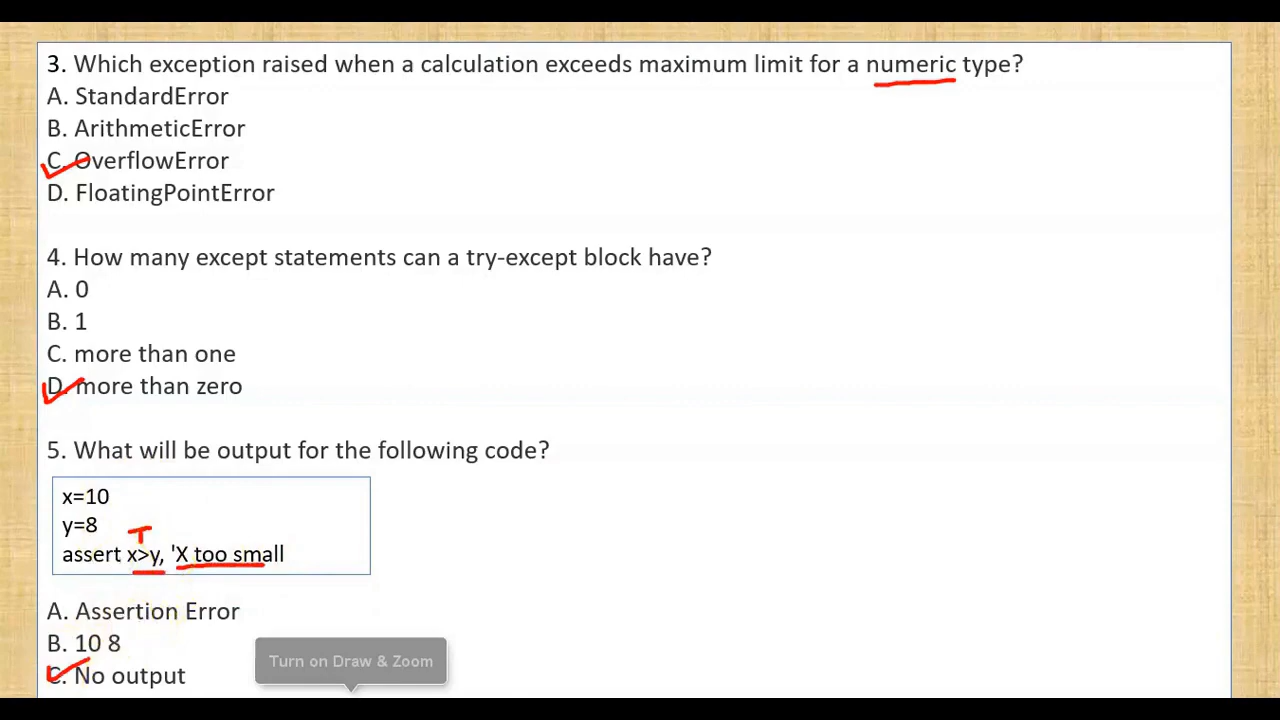 3. Which exception raised when a calculation exceeds maximum limit for a numeric type?
A. StandardError
B. ArithmeticError
C. OverflowError
D. FloatingPointError
4. How many except statements can a try-except block have?
A. 0
B. 1
C. more than one
D. more than zero
5. What will be output for the following code?
x=10
y=8
T
assert x>y, 'X too small
A. Assertion Error
B. 10 8
C. No output
Turn on Draw & Zoom